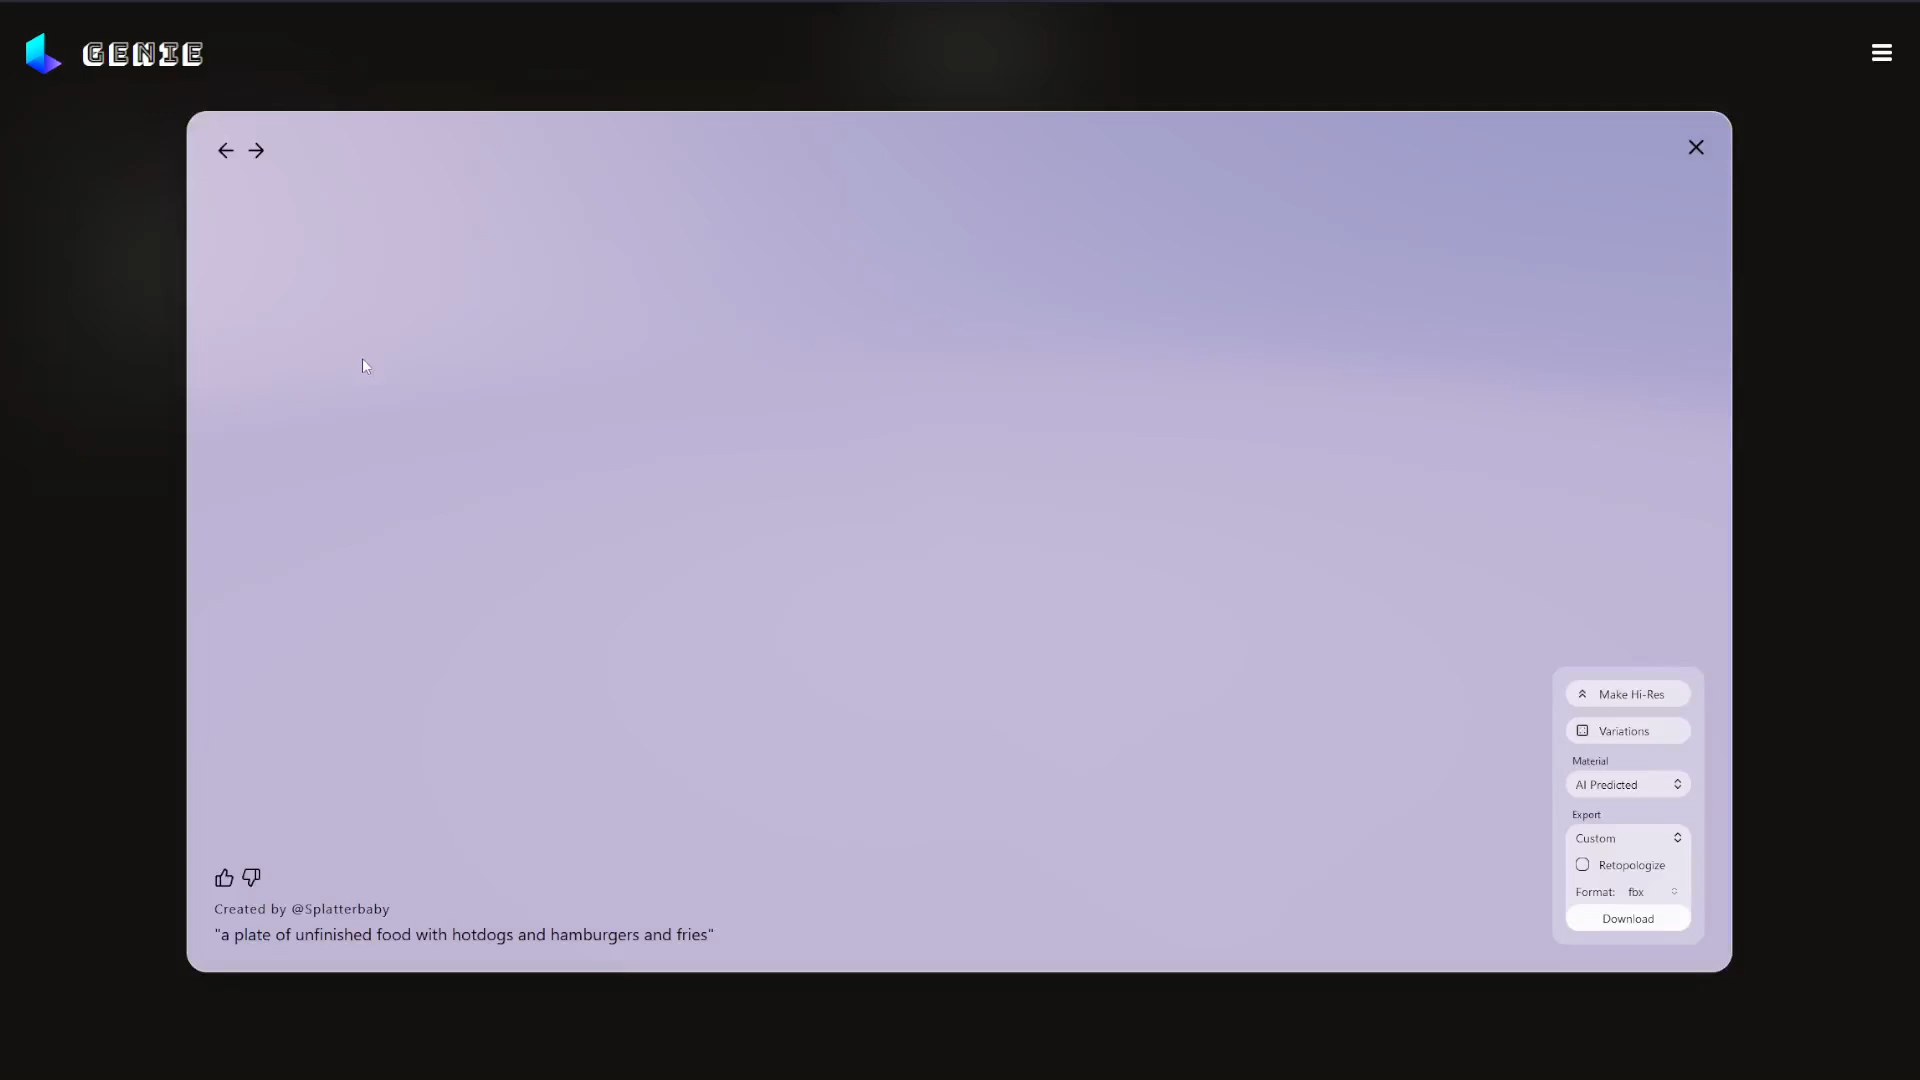 GENIE
Make Hi-Res
Variations
Material
AI Predicted
Export
Custom
Retopologize
Format: fbx
Download
Created by @Splatterbaby
"a plate of unfinished food with hotdogs and hamburgers and fries"